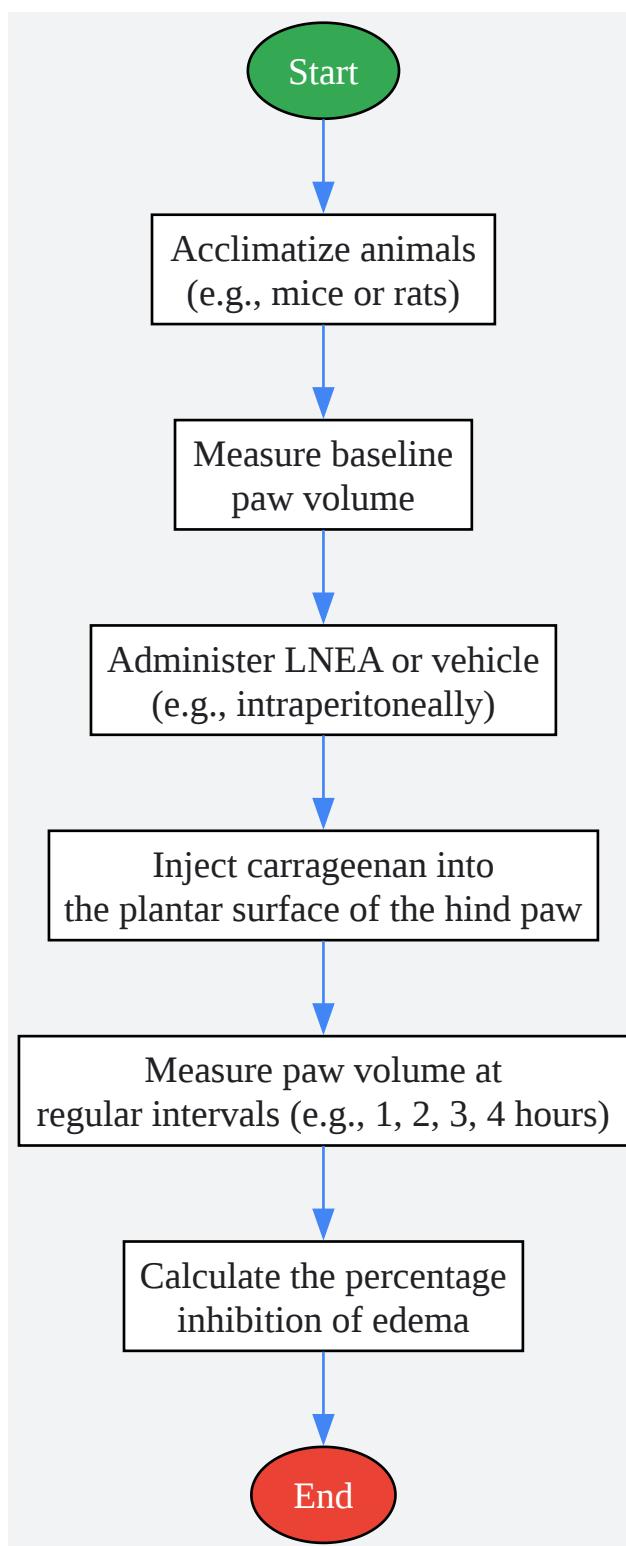 Start
Acclimatize animals
(e.g., mice or rats)
Measure baseline
paw volume
Administer LNEA or vehicle
(e.g., intraperitoneally)
Inject carrageenan into
the plantar surface of the hind paw
Measure paw volume at
regular intervals (e.g., 1, 2, 3, 4 hours)
Calculate the percentage
inhibition of edema
End